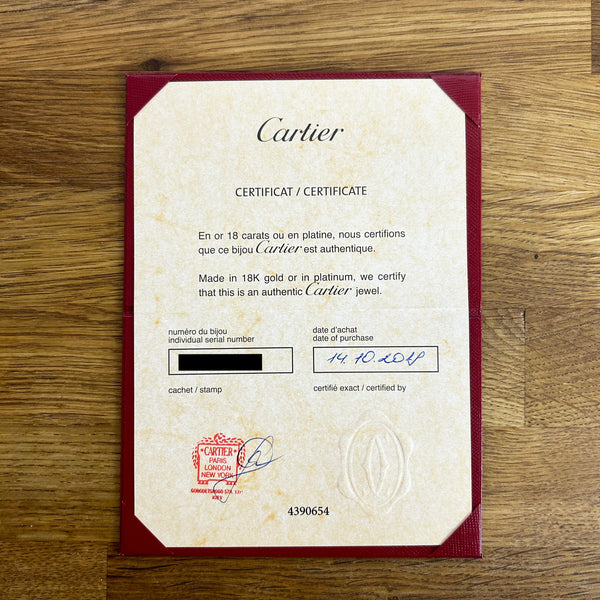 Cartier
CERTIFICAT / CERTIFICATE
En or 18 carats ou en platine, nous certifions
que ce bijou Cartier est authentique.
Made in 18K gold or in platinum, we certify
that this is an authentic Cartier jewel.
numéro du bijou
individual serial number
date d'achat
date of purchase
14.10.2019
cachet / stamp
certifié exact / certified by
CARTIER
PARIS
LONDON
NEW YORK
KIEV
4390654